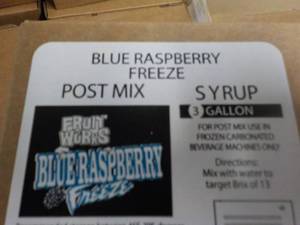 BLUE RASPBERRY
FREEZE
POST MIX
SYRUP
3 GALLON
FOR POST MIX USE IN
FROZEN CARBONATED
BEVERAGE MACHINES ONLY
Directions:
Mix with water to
target Brix of 13
FRUIT
WORKS
BLUE RASPBERRY
FREEZE